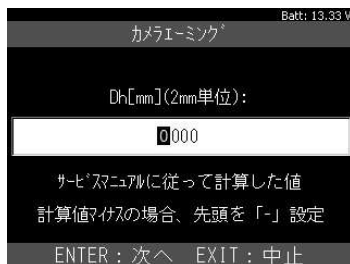 Batt: 13.33 V
ｶﾒﾗｴｰﾐﾝｸﾞ
Dh[mm](2mm単位):
0000
ｻｰﾋﾞｽﾏﾆｭｱﾙに従って計算した値
計算値ﾏｲﾅｽの場合、先頭を「-」設定
ENTER : 次へ EXIT : 中止